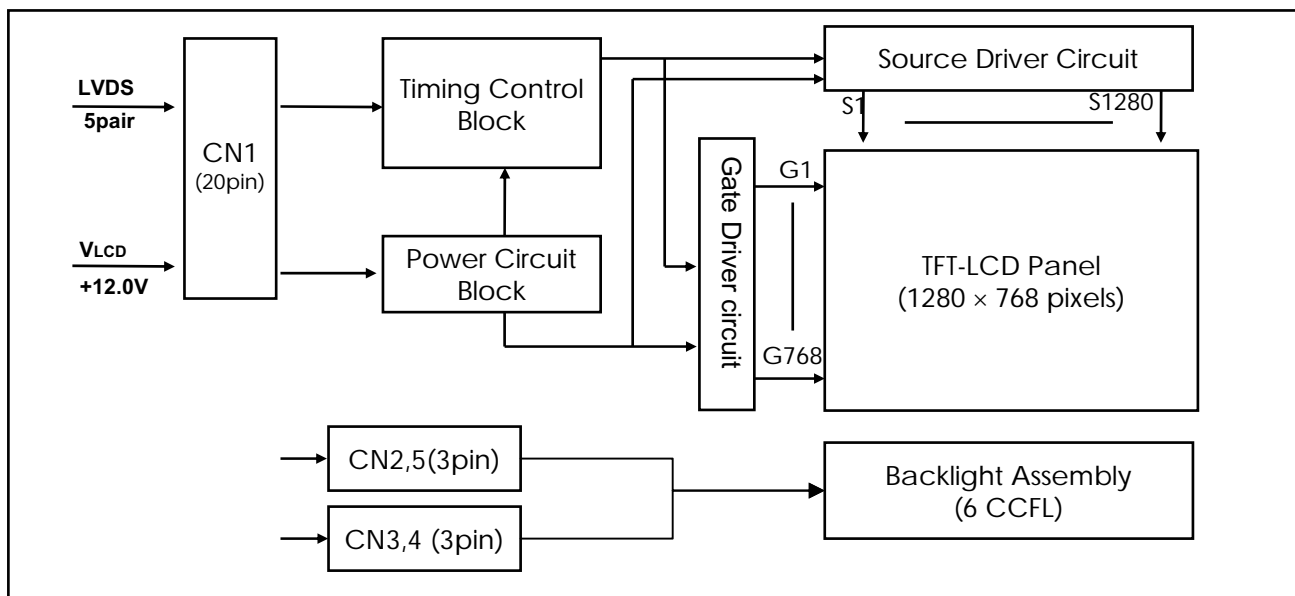 LVDS
5pair
VLCD
+12.0V
CN1
(20pin)
Timing Control
Block
Power Circuit
Block
Source Driver Circuit
S1
S1280
Gate Driver circuit
G1
G768
TFT-LCD Panel
(1280 × 768 pixels)
CN2,5(3pin)
CN3,4 (3pin)
Backlight Assembly
(6 CCFL)